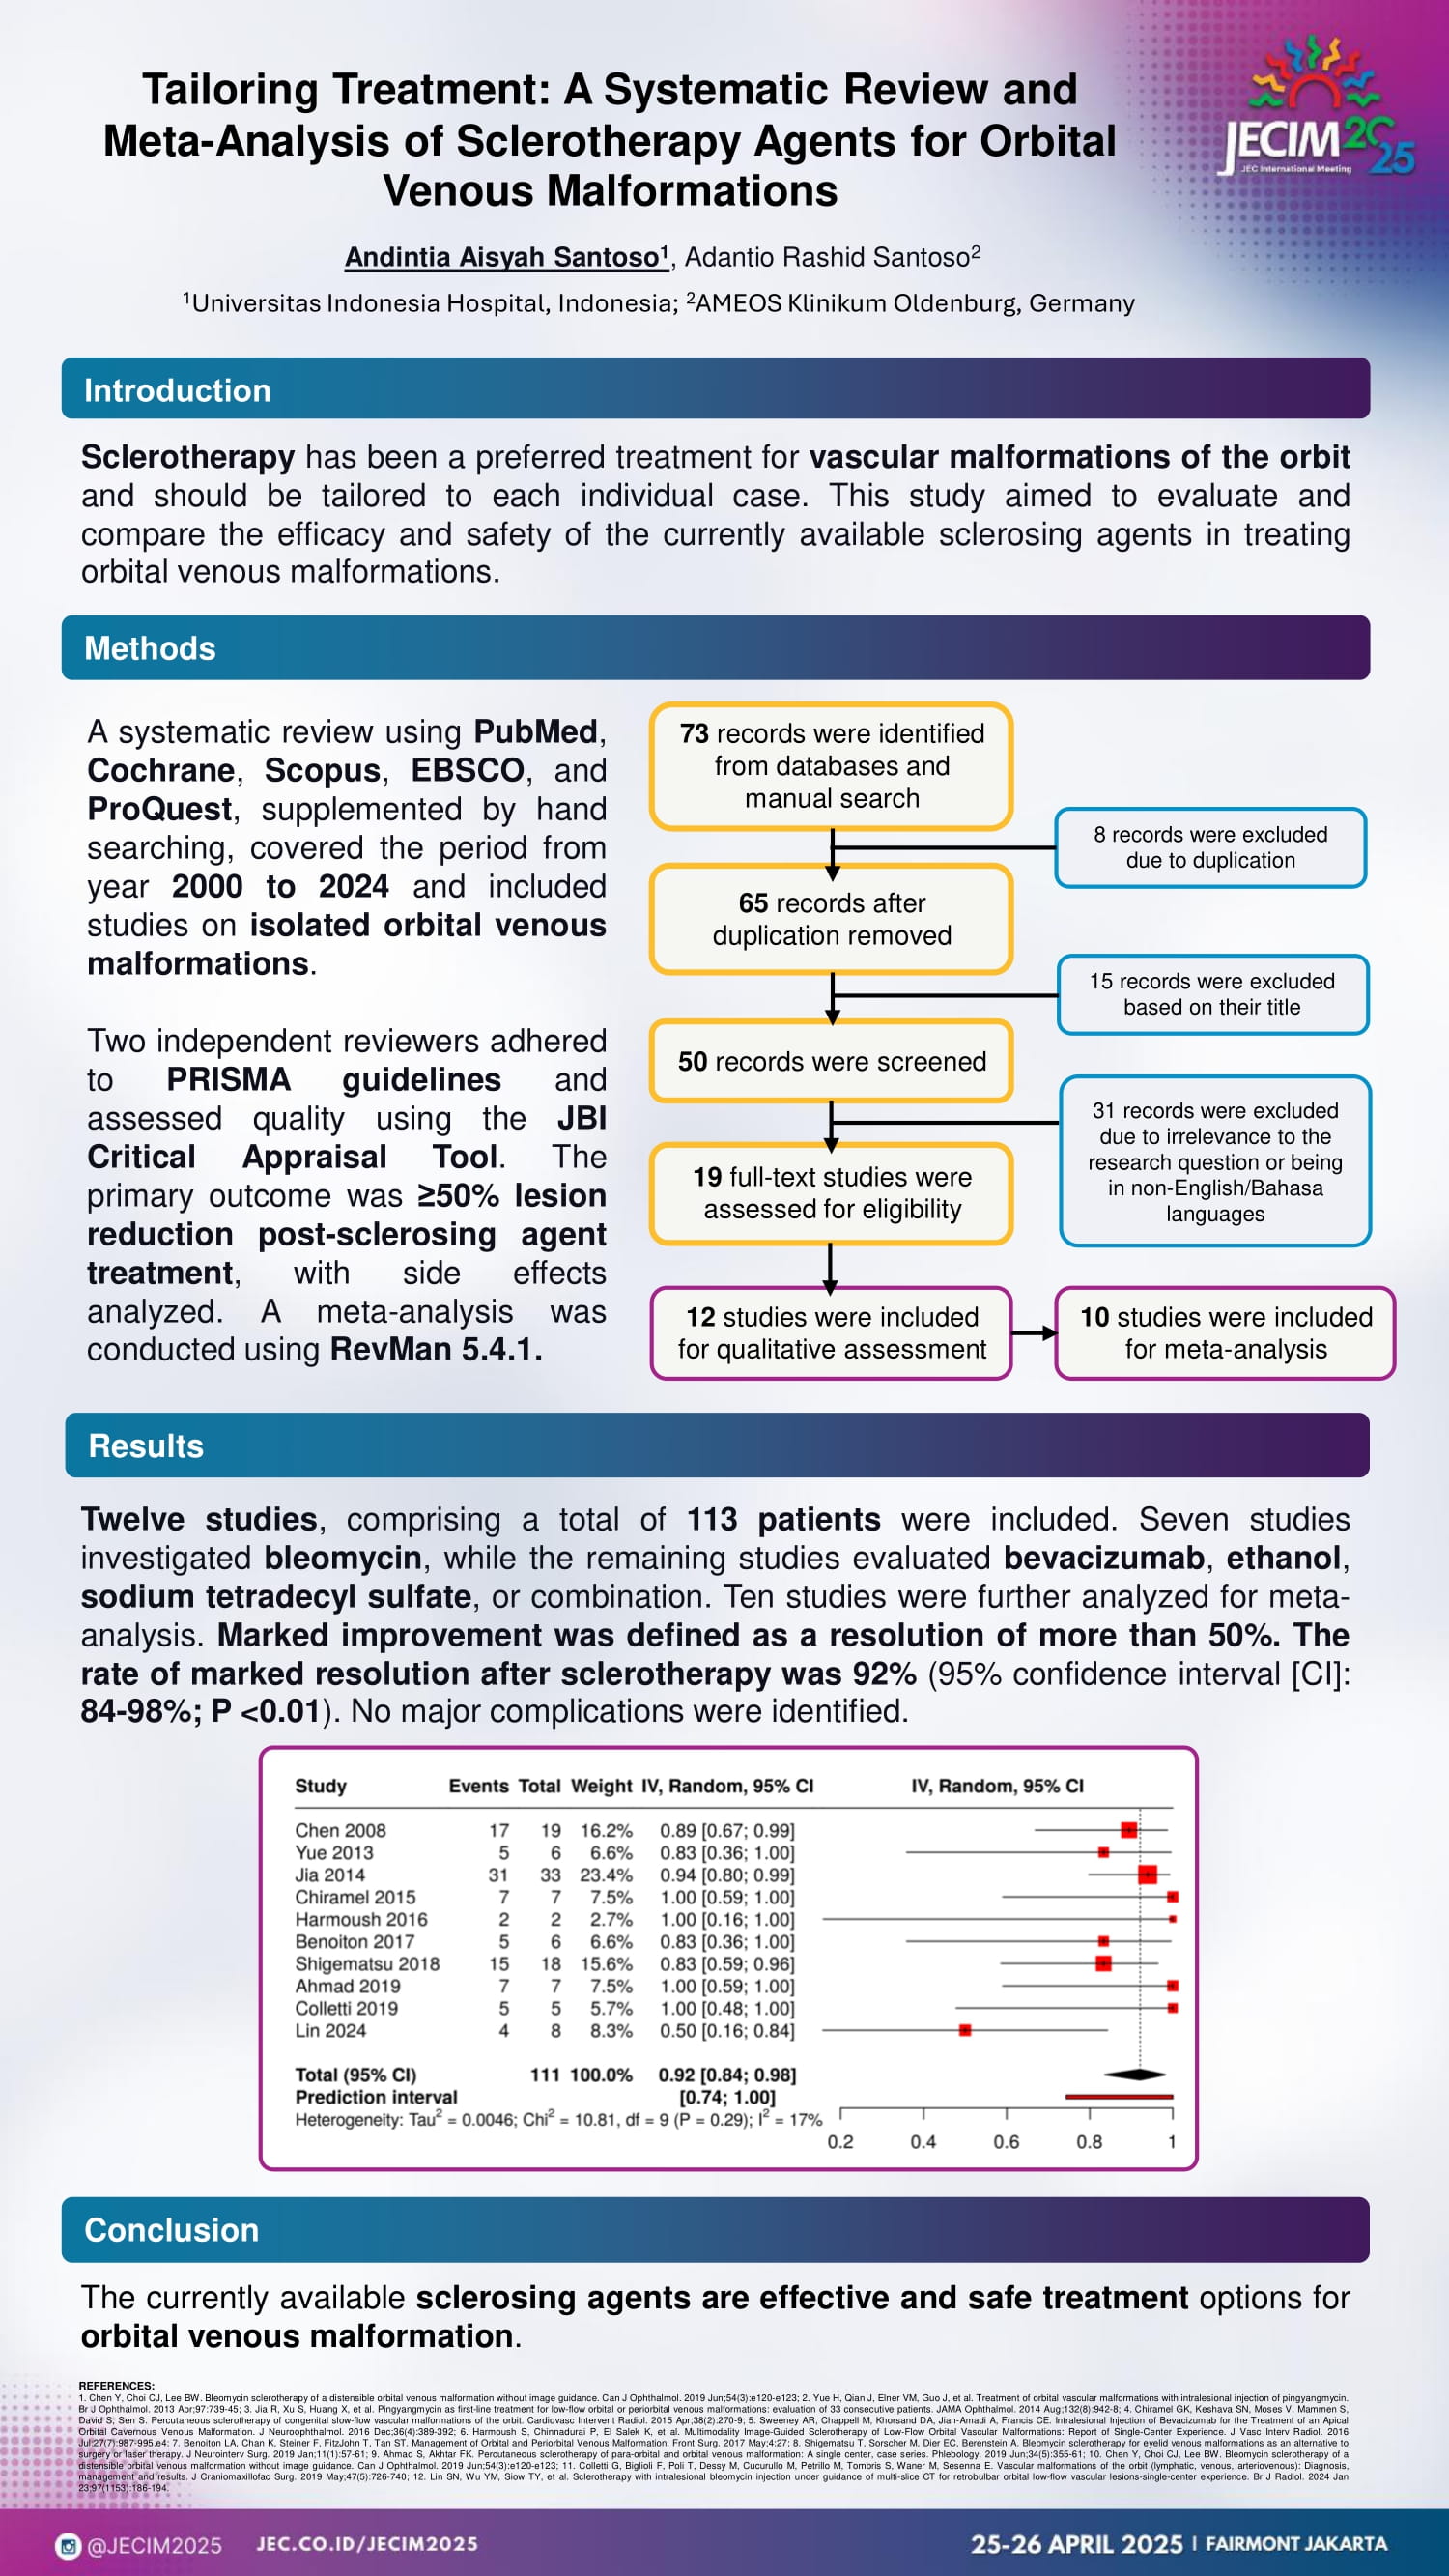 Tailoring Treatment: A Systematic Review and
Meta-Analysis of Sclerotherapy Agents for Orbital
Venous Malformations
JECIM 2025
JEC International Meeting
Andintia Aisyah Santoso¹, Adantio Rashid Santoso²
¹Universitas Indonesia Hospital, Indonesia; ²AMEOS Klinikum Oldenburg, Germany
Introduction
Sclerotherapy has been a preferred treatment for vascular malformations of the orbit
and should be tailored to each individual case. This study aimed to evaluate and
compare the efficacy and safety of the currently available sclerosing agents in treating
orbital venous malformations.
Methods
A systematic review using PubMed,
Cochrane, Scopus, EBSCO, and
ProQuest, supplemented by hand
searching, covered the period from
year 2000 to 2024 and included
studies on isolated orbital venous
malformations.
Two independent reviewers adhered
to PRISMA guidelines and
assessed quality using the JBI
Critical Appraisal Tool. The
primary outcome was ≥50% lesion
reduction post-sclerosing agent
treatment, with side effects
analyzed. A meta-analysis was
conducted using RevMan 5.4.1.
73 records were identified
from databases and
manual search
8 records were excluded
due to duplication
65 records after
duplication removed
15 records were excluded
based on their title
50 records were screened
31 records were excluded
due to irrelevance to the
research question or being
in non-English/Bahasa
languages
19 full-text studies were
assessed for eligibility
12 studies were included
for qualitative assessment
10 studies were included
for meta-analysis
Results
Twelve studies, comprising a total of 113 patients were included. Seven studies
investigated bleomycin, while the remaining studies evaluated bevacizumab, ethanol,
sodium tetradecyl sulfate, or combination. Ten studies were further analyzed for meta-
analysis. Marked improvement was defined as a resolution of more than 50%. The
rate of marked resolution after sclerotherapy was 92% (95% confidence interval [CI]:
84-98%; P <0.01). No major complications were identified.
Study Events Total Weight IV, Random, 95% CI IV, Random, 95% CI
Chen 2008 17 19 16.2% 0.89 [0.67; 0.99]
Yue 2013 5 6 6.6% 0.83 [0.36; 1.00]
Jia 2014 31 33 23.4% 0.94 [0.80; 0.99]
Chiramel 2015 7 7 7.5% 1.00 [0.59; 1.00]
Harmoush 2016 2 2 2.7% 1.00 [0.16; 1.00]
Benoiton 2017 5 6 6.6% 0.83 [0.36; 1.00]
Shigematsu 2018 15 18 15.6% 0.83 [0.59; 0.96]
Ahmad 2019 7 7 7.5% 1.00 [0.59; 1.00]
Colletti 2019 5 5 5.7% 1.00 [0.48; 1.00]
Lin 2024 4 8 8.3% 0.50 [0.16; 0.84]
Total (95% CI) 111 100.0% 0.92 [0.84; 0.98]
Prediction interval [0.74; 1.00]
Heterogeneity: Tau² = 0.0046; Chi² = 10.81, df = 9 (P = 0.29); I² = 17%
0.2 0.4 0.6 0.8 1
Conclusion
The currently available sclerosing agents are effective and safe treatment options for
orbital venous malformation.
REFERENCES:
1. Chen Y, Choi CJ, Lee BW. Bleomycin sclerotherapy of a distensible orbital venous malformation without image guidance. Can J Ophthalmol. 2019 Jun;54(3):e120-e123; 2. Yue H, Qian J, Elner VM, Guo J, et al. Treatment of orbital vascular malformations with intralesional injection of pingyangmycin.
Br J Ophthalmol. 2013 Apr;97:739-45; 3. Jia R, Xu S, Huang X, et al. Pingyangmycin as first-line treatment for low-flow orbital or periorbital venous malformations: evaluation of 33 consecutive patients. JAMA Ophthalmol. 2014 Aug;132(8):942-8; 4. Chiramel GK, Keshava SN, Moses V, Mammen S,
David S, Sen S. Percutaneous sclerotherapy of congenital slow-flow vascular malformations of the orbit. Cardiovasc Intervent Radiol. 2015 Apr;38(2):270-9; 5. Sweeney AR, Chappell M, Khorsand DA, Jian-Amadi A, Francis CE. Intralesional Injection of Bevacizumab for the Treatment of an Apical
Orbital Cavernous Venous Malformation. J Neuroophthalmol. 2016 Dec;36(4):389-392; 6. Harmoush S, Chinnadurai P, El Salek K, et al. Multimodality Image-Guided Sclerotherapy of Low-Flow Orbital Vascular Malformations: Report of Single-Center Experience. J Vasc Interv Radiol. 2016
Jul;27(7):987-995.e4; 7. Benoiton LA, Chan K, Steiner F, FitzJohn T, Tan ST. Management of Orbital and Periorbital Venous Malformation. Front Surg. 2017 May;4:27; 8. Shigematsu T, Sorscher M, Dier EC, Berenstein A. Bleomycin sclerotherapy for eyelid venous malformations as an alternative to
surgery or laser therapy. J Neurointerv Surg. 2019 Jan;11(1):57-61; 9. Ahmad S, Akhtar FK. Percutaneous sclerotherapy of para-orbital and orbital venous malformation: A single center, case series. Phlebology. 2019 Jun;34(5):355-61; 10. Chen Y, Choi CJ, Lee BW. Bleomycin sclerotherapy of a
distensible orbital venous malformation without image guidance. Can J Ophthalmol. 2019 Jun;54(3):e120-e123; 11. Colletti G, Biglioli F, Poli T, Dessy M, Cucurullo M, Petrillo M, Tombris S, Waner M, Sesenna E. Vascular malformations of the orbit (lymphatic, venous, arteriovenous): Diagnosis,
management and results. J Craniomaxillofac Surg. 2019 May;47(5):726-740; 12. Lin SN, Wu YM, Siow TY, et al. Sclerotherapy with intralesional bleomycin injection under guidance of multi-slice CT for retrobulbar orbital low-flow vascular lesions-single-center experience. Br J Radiol. 2024 Jan
23;97(1153):186-194.
@JECIM2025 JEC.CO.ID/JECIM2025 25-26 APRIL 2025 | FAIRMONT JAKARTA